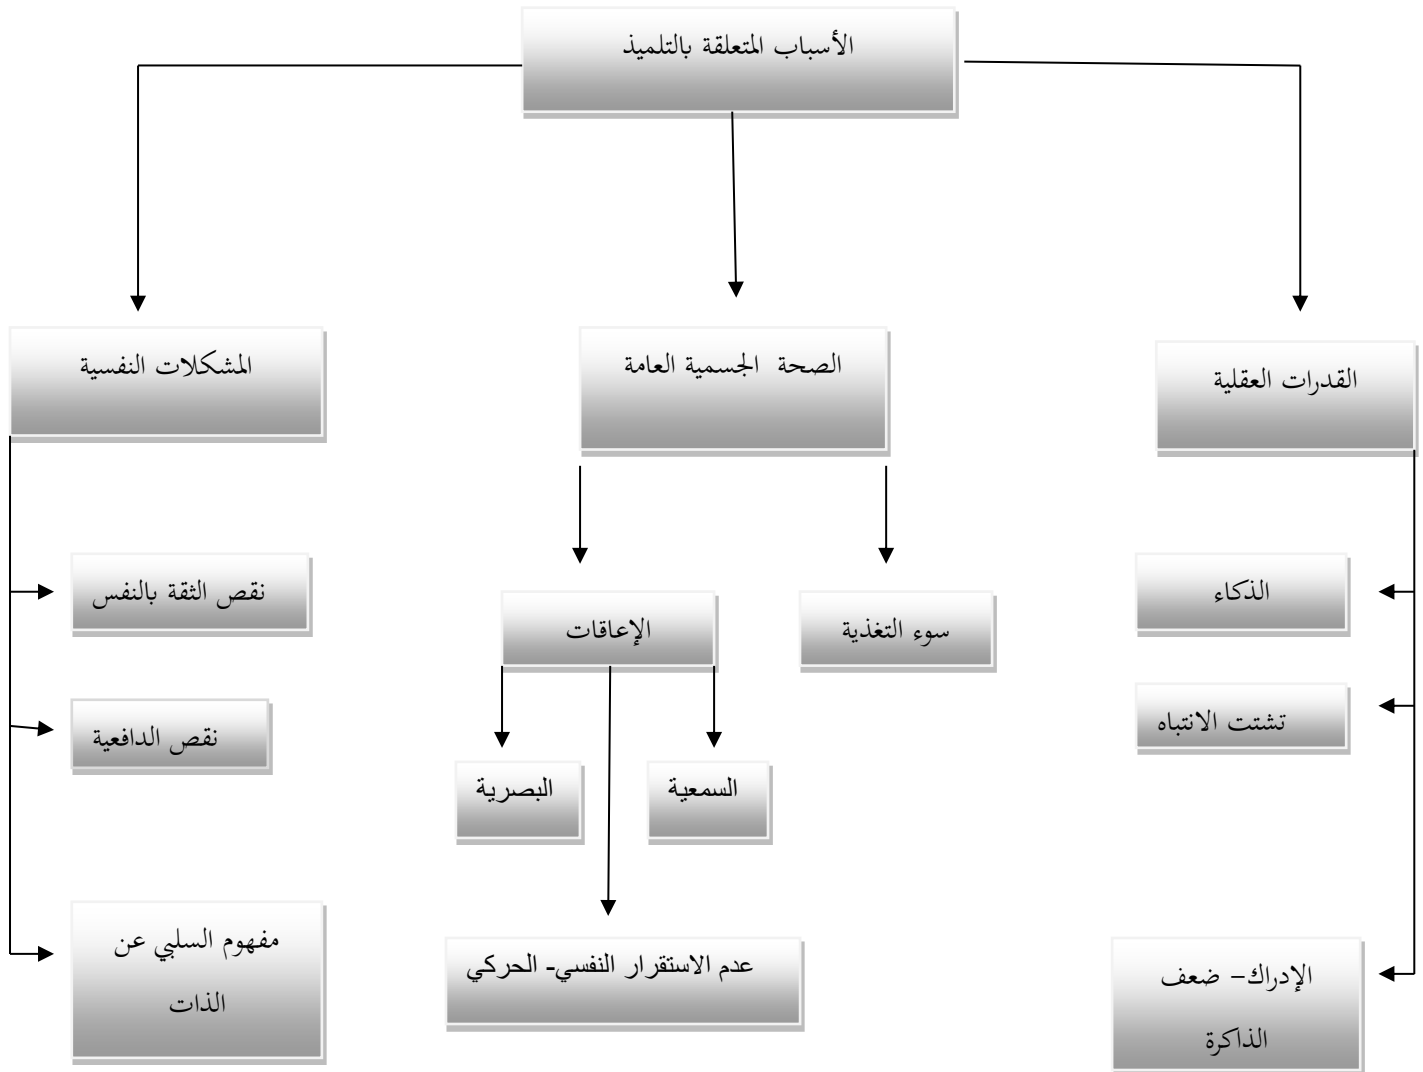 الأسباب المتعلقة بالتلميذ
القدرات العقلية
الصحة الجسمية العامة
المشكلات النفسية
الذكاء
تشتت الانتباه
الإدراك– ضعف
الذاكرة
سوء التغذية
الإعاقات
السمعية
البصرية
عدم الاستقرار النفسي- الحركي
نقص الثقة بالنفس
نقص الدافعية
مفهوم السلبي عن
الذات